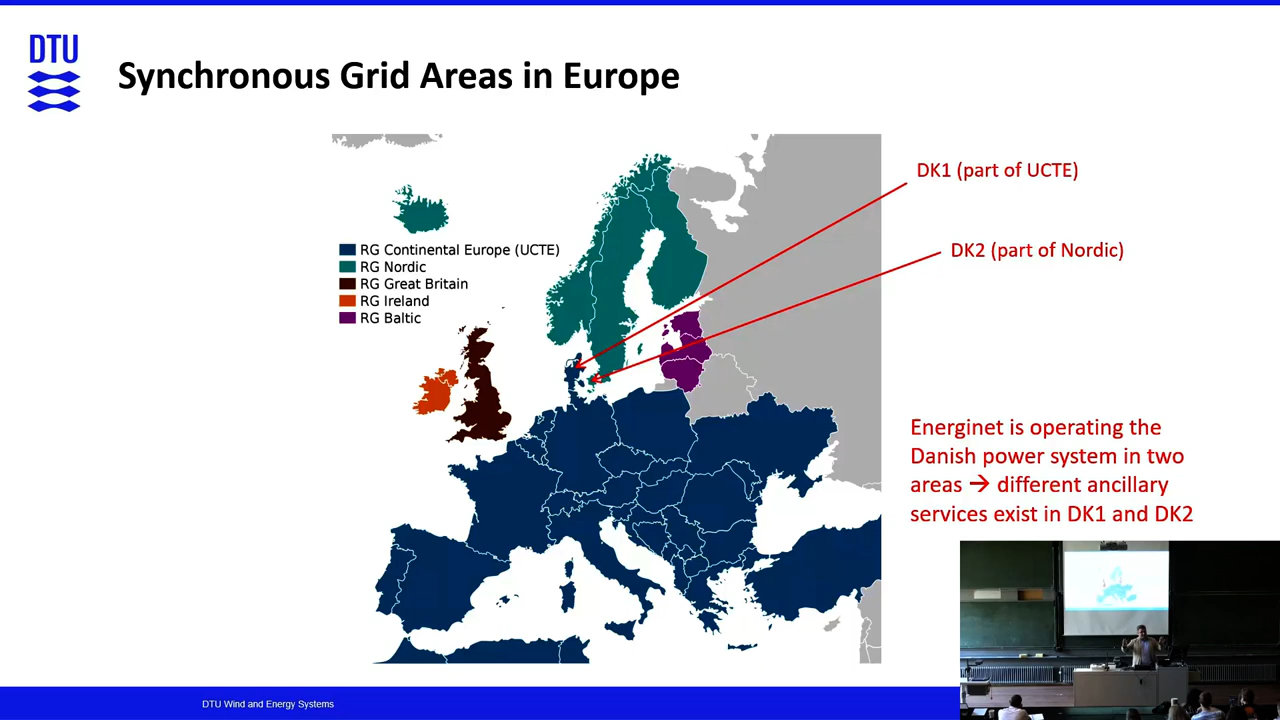 DTU
Synchronous Grid Areas in Europe
DK1 (part of UCTE)
DK2 (part of Nordic)
RG Continental Europe (UCTE)
RG Nordic
RG Great Britain
RG Ireland
RG Baltic
Energinet is operating the
Danish power system in two
areas → different ancillary
services exist in DK1 and DK2
DTU Wind and Energy Systems